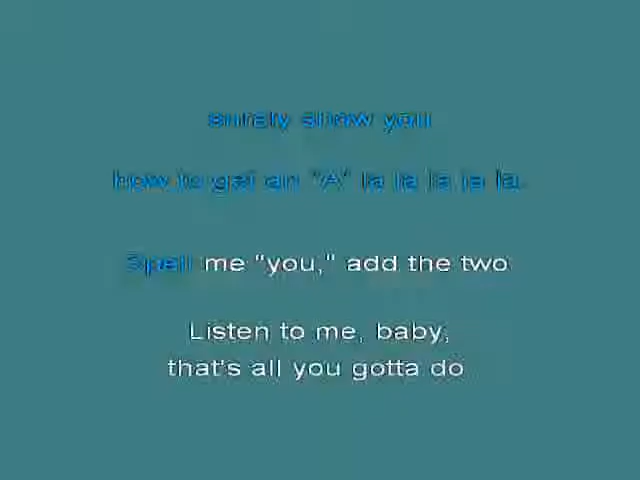 surely show you
how to get an "A" la la la la la
Spell me "you," add the two
Listen to me, baby,
that's all you gotta do